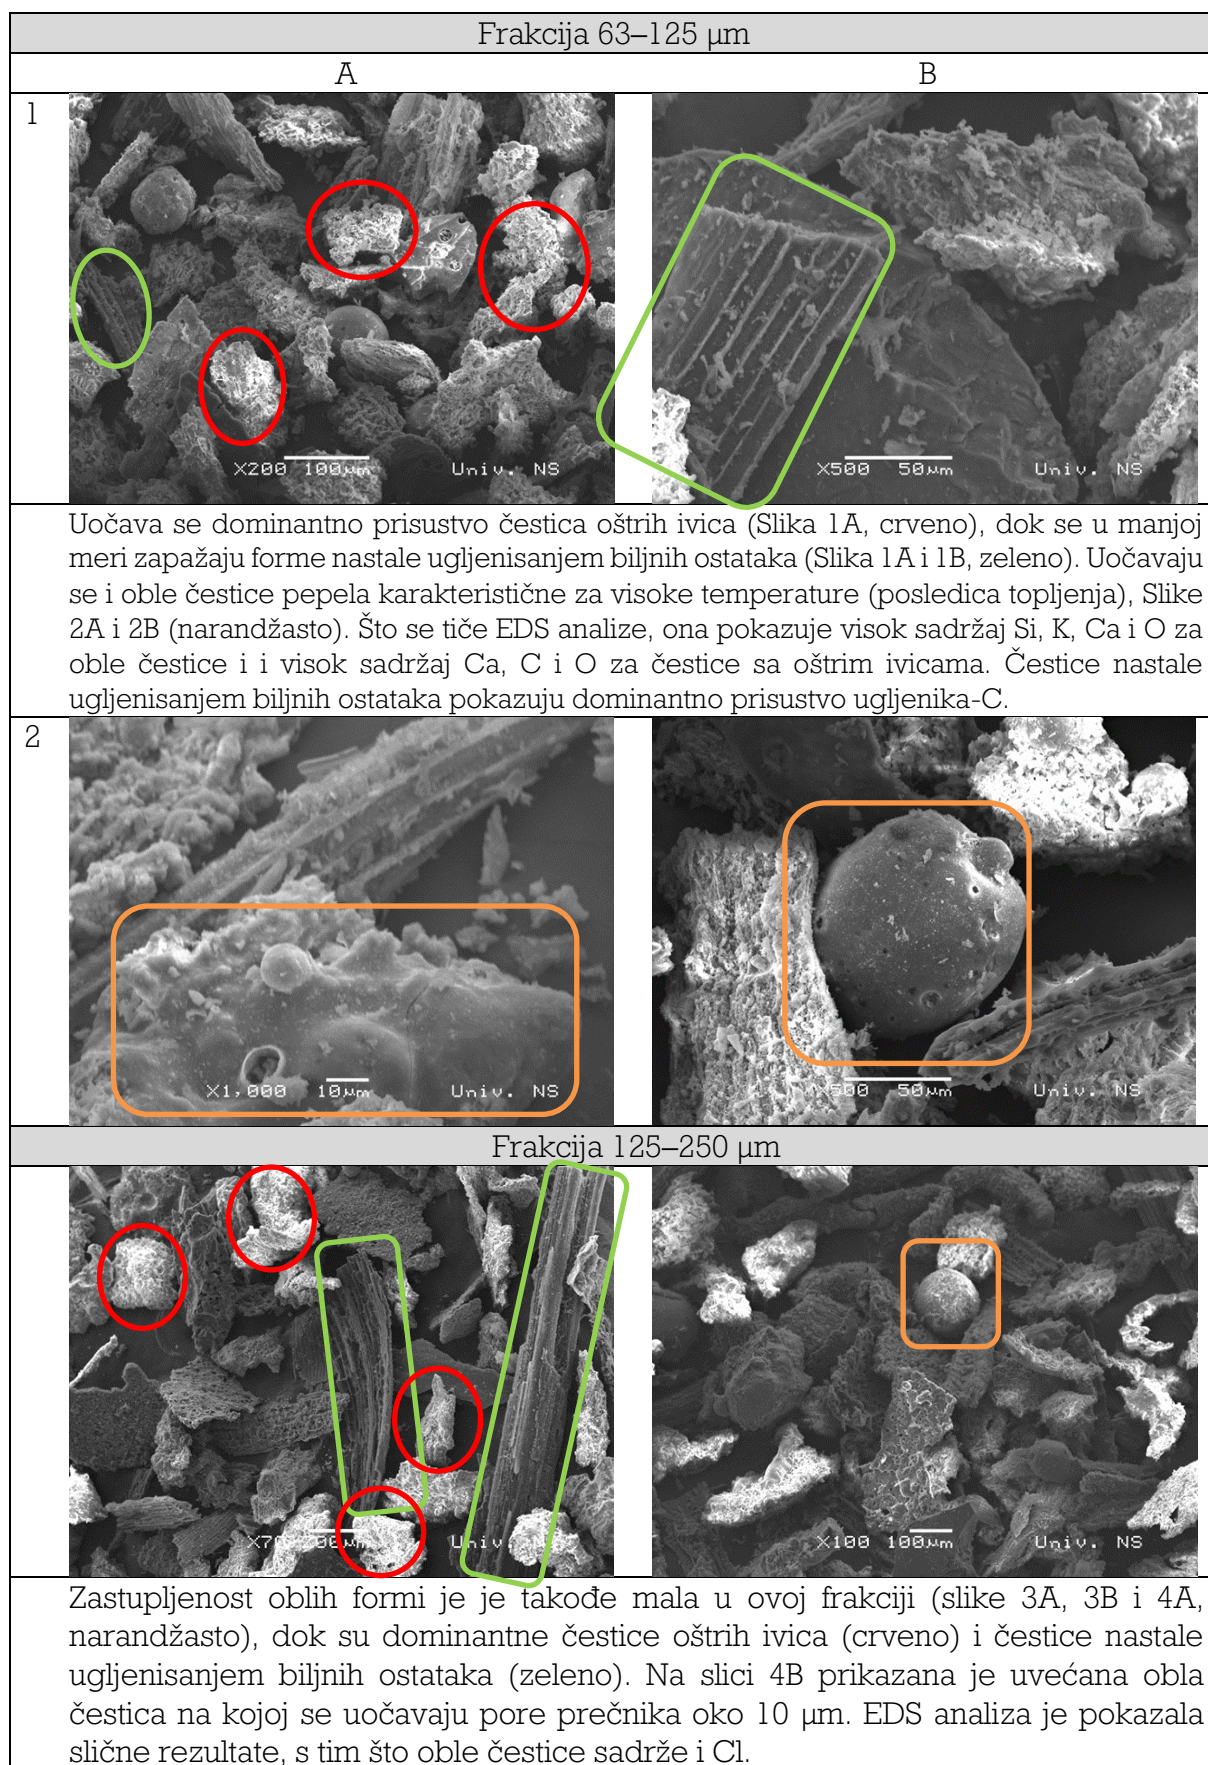 Frakcija 63–125 µm
A B
1
X200 100µm Univ. NS
X500 50µm Univ. NS
Uočava se dominantno prisustvo čestica oštrih ivica (Slika 1A, crveno), dok se u manjoj
meri zapažaju forme nastale ugljenisanjem biljnih ostataka (Slika 1A i 1B, zeleno). Uočavaju
se i oble čestice pepela karakteristične za visoke temperature (posledica topljenja), Slike
2A i 2B (narandžasto). Što se tiče EDS analize, ona pokazuje visok sadržaj Si, K, Ca i O za
oble čestice i i visok sadržaj Ca, C i O za čestice sa oštrim ivicama. Čestice nastale
ugljenisanjem biljnih ostataka pokazuju dominantno prisustvo ugljenika-C.
2
X1,000 10µm Univ. NS
X500 50µm Univ. NS
Frakcija 125–250 µm
X70 200µm Univ.
X100 100µm Univ. NS
Zastupljenost oblih formi je je takođe mala u ovoj frakciji (slike 3A, 3B i 4A,
narandžasto), dok su dominantne čestice oštrih ivica (crveno) i čestice nastale
ugljenisanjem biljnih ostataka (zeleno). Na slici 4B prikazana je uvećana obla
čestica na kojoj se uočavaju pore prečnika oko 10 µm. EDS analiza je pokazala
slične rezultate, s tim što oble čestice sadrže i Cl.